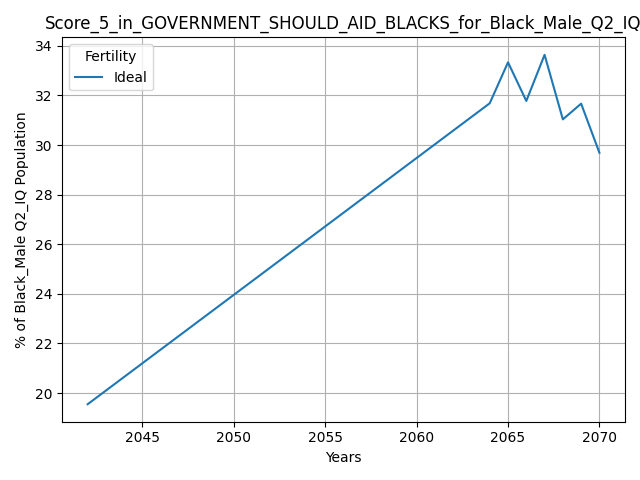 Score_5_in_GOVERNMENT_SHOULD_AID_BLACKS_for_Black_Male_Q2_IQ
Fertility
Ideal
% of Black_Male Q2_IQ Population
34
32
30
28
26
24
22
20
2045 2050 2055 2060 2065 2070
Years